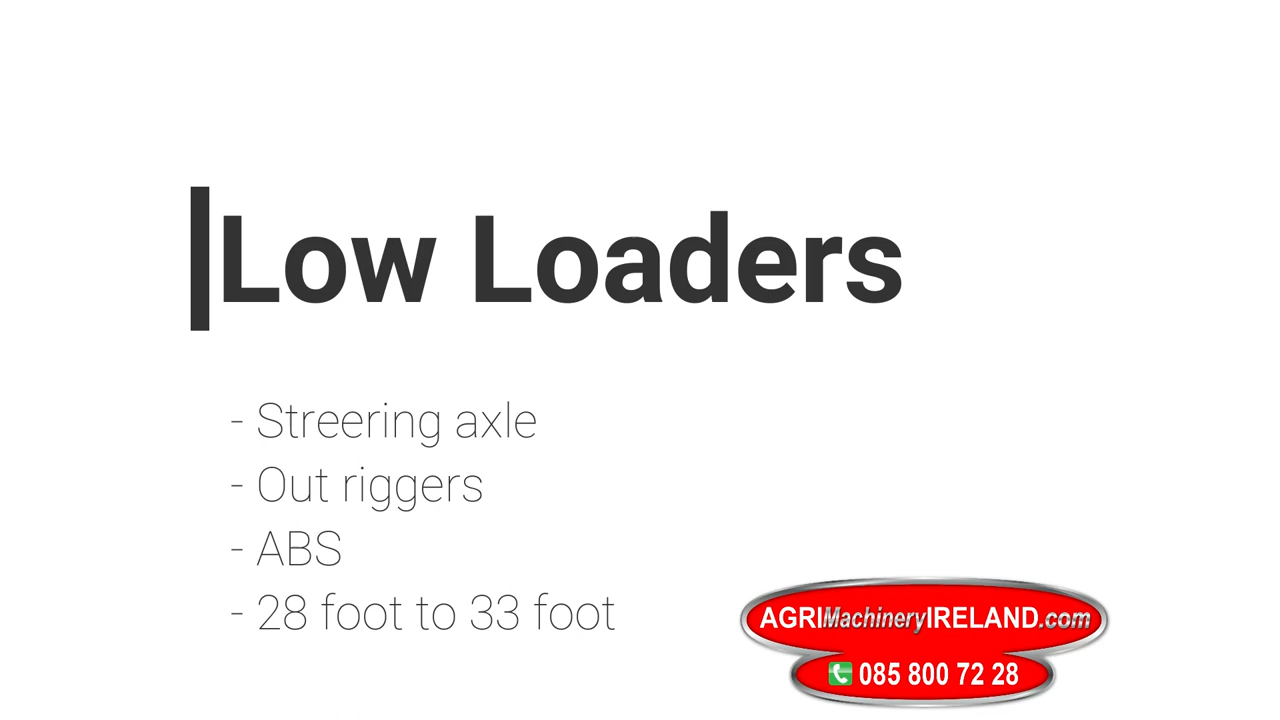 Low Loaders
- Streering axle
- Out riggers
- ABS
- 28 foot to 33 foot
AGRIMachineryIRELAND.com
085 800 72 28